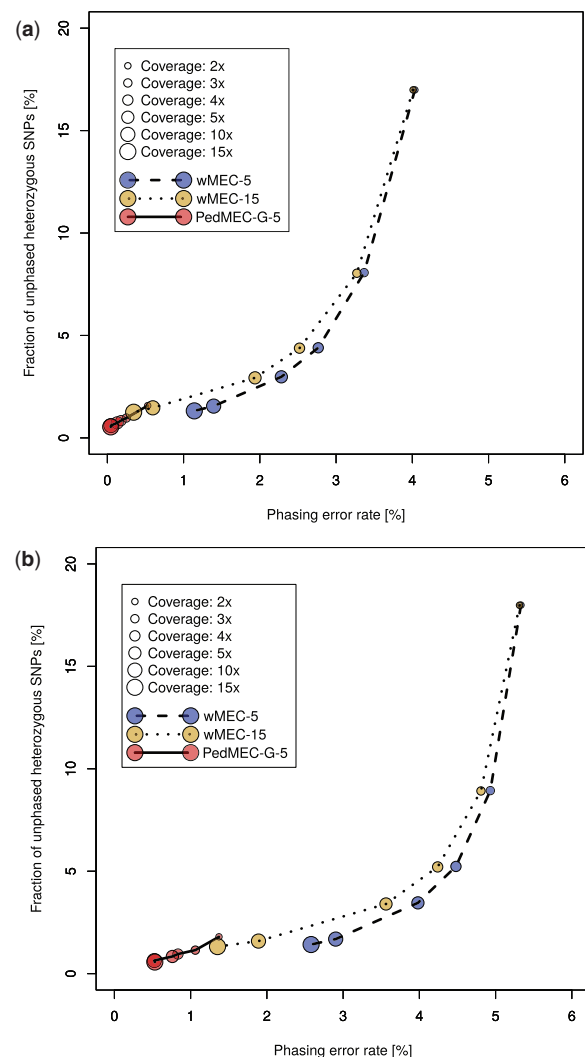 (a)
20
15
10
5
0
Fraction of unphased heterozygous SNPs [%]
Coverage: 2x
Coverage: 3x
Coverage: 4x
Coverage: 5x
Coverage: 10x
Coverage: 15x
wMEC-5
wMEC-15
PedMEC-G-5
0 1 2 3 4 5 6
Phasing error rate [%]
(b)
20
15
10
5
0
Fraction of unphased heterozygous SNPs [%]
Coverage: 2x
Coverage: 3x
Coverage: 4x
Coverage: 5x
Coverage: 10x
Coverage: 15x
wMEC-5
wMEC-15
PedMEC-G-5
0 1 2 3 4 5 6
Phasing error rate [%]